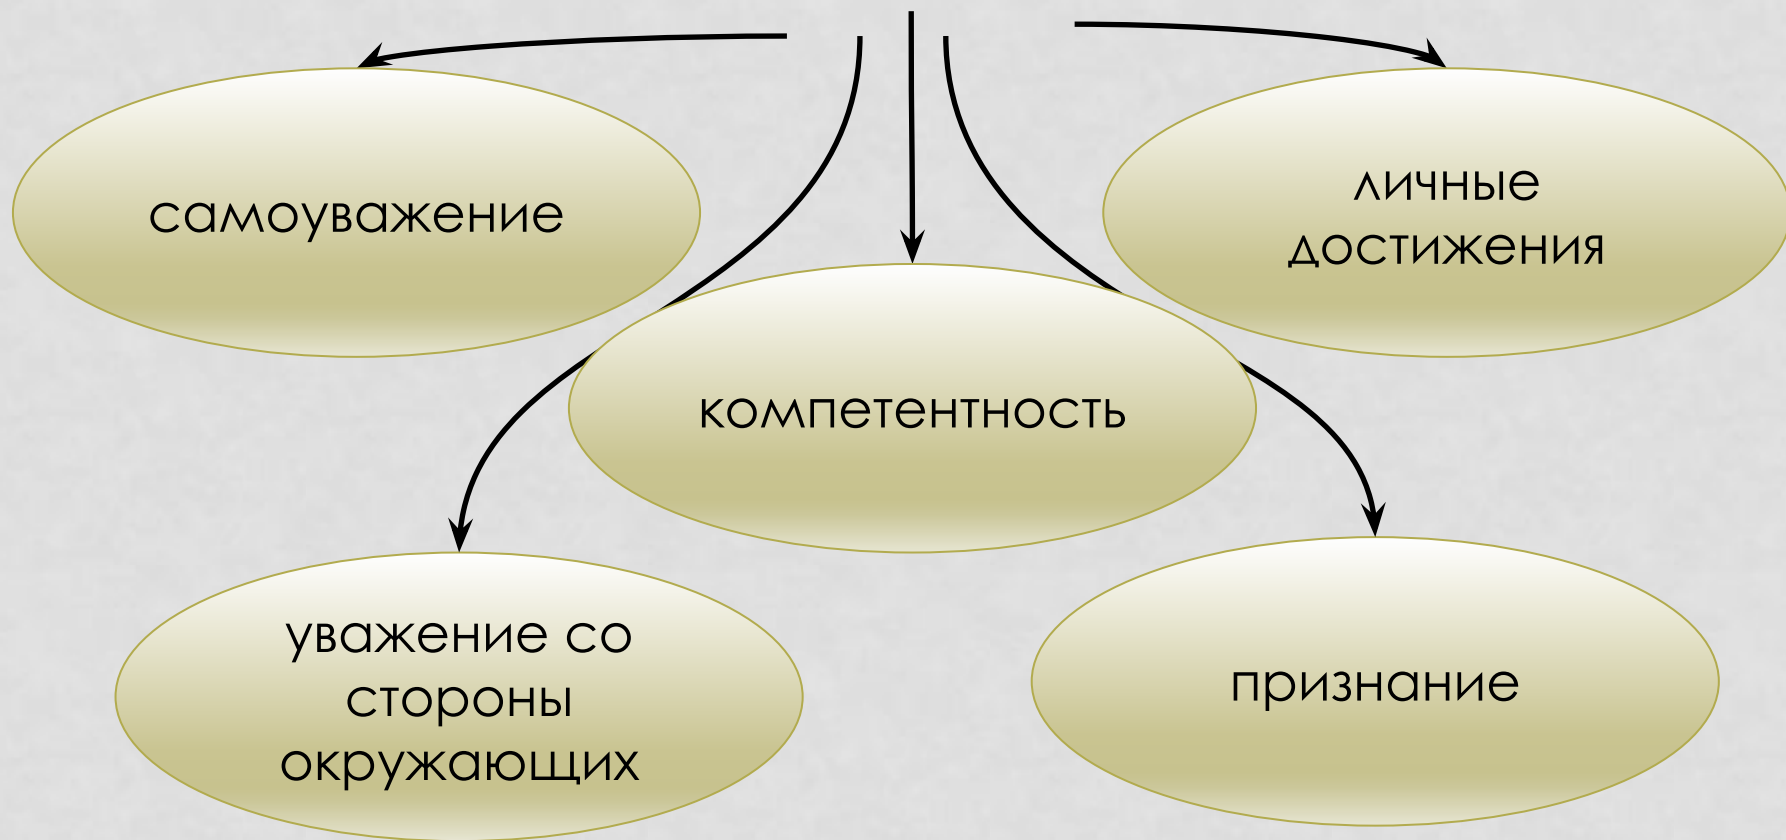 самоуважение
личные
достижения
компетентность
уважение со
стороны
окружающих
признание